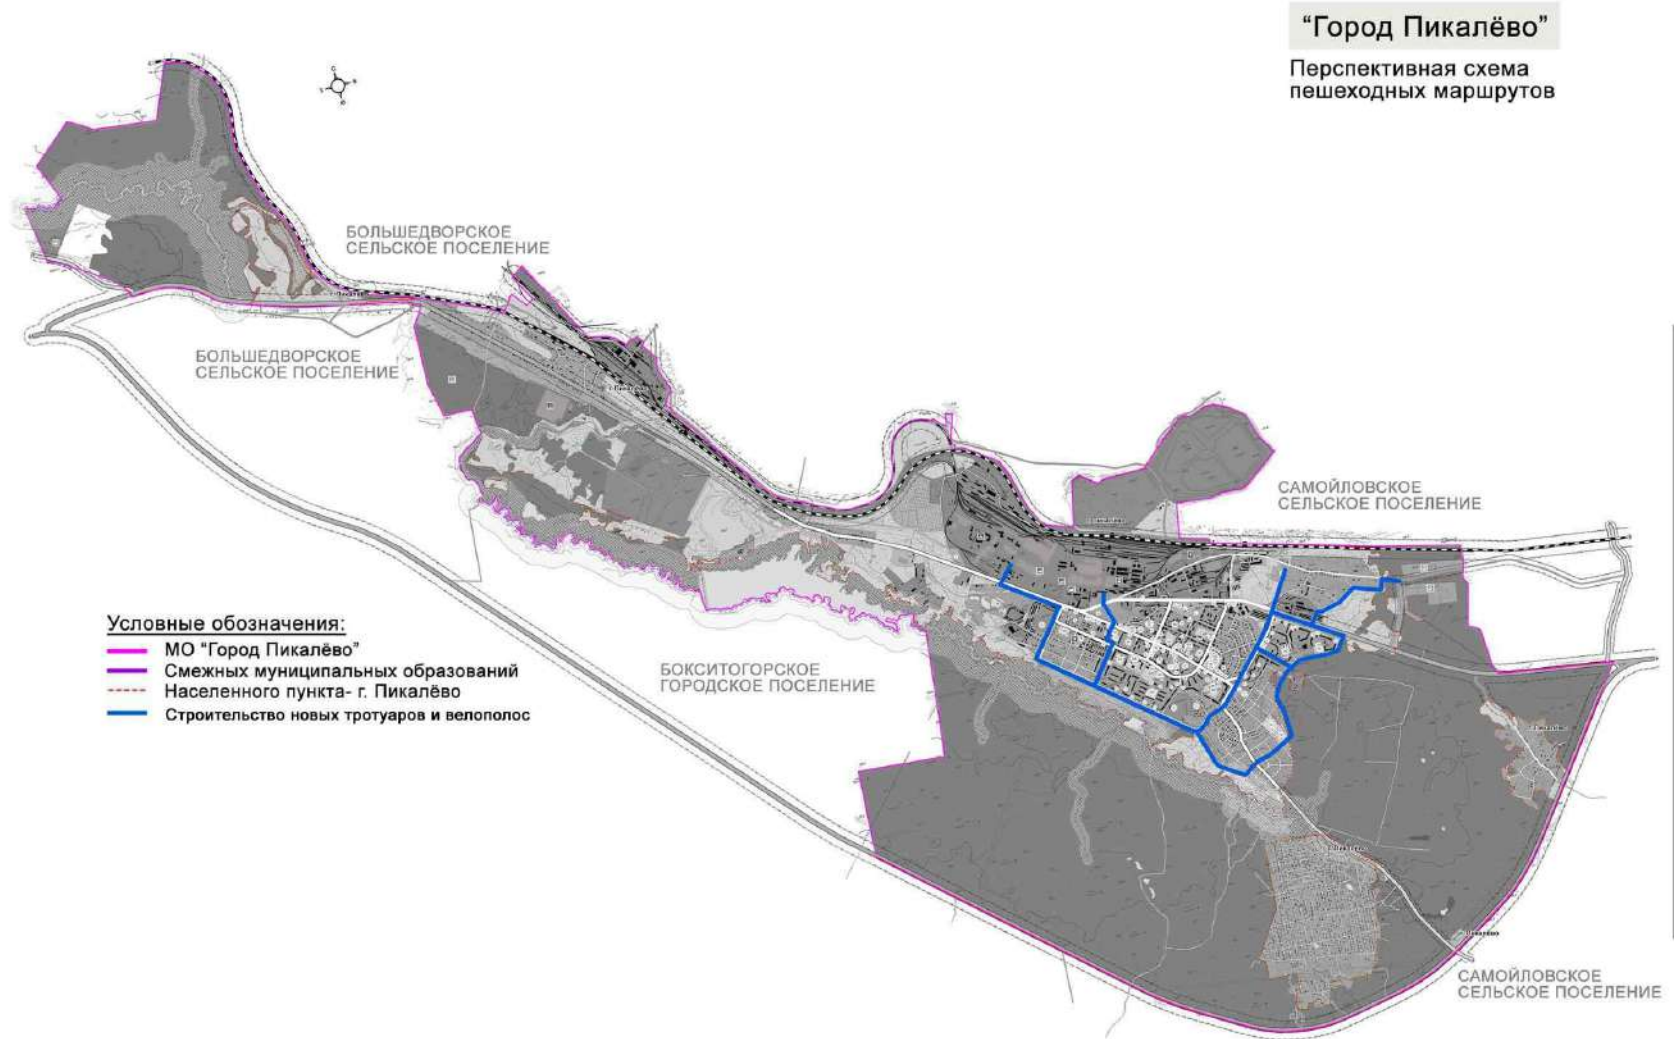 “Город Пикалёво”
Перспективная схема
пешеходных маршрутов
БОЛЬШЕДВОРСКОЕ
СЕЛЬСКОЕ ПОСЕЛЕНИЕ
БОЛЬШЕДВОРСКОЕ
СЕЛЬСКОЕ ПОСЕЛЕНИЕ
САМОЙЛОВСКОЕ
СЕЛЬСКОЕ ПОСЕЛЕНИЕ
Условные обозначения:
МО “Город Пикалёво”
Смежных муниципальных образований
Населенного пункта- г. Пикалёво
Строительство новых тротуаров и велополос
БОКСИТОГОРСКОЕ
ГОРОДСКОЕ ПОСЕЛЕНИЕ
САМОЙЛОВСКОЕ
СЕЛЬСКОЕ ПОСЕЛЕНИЕ